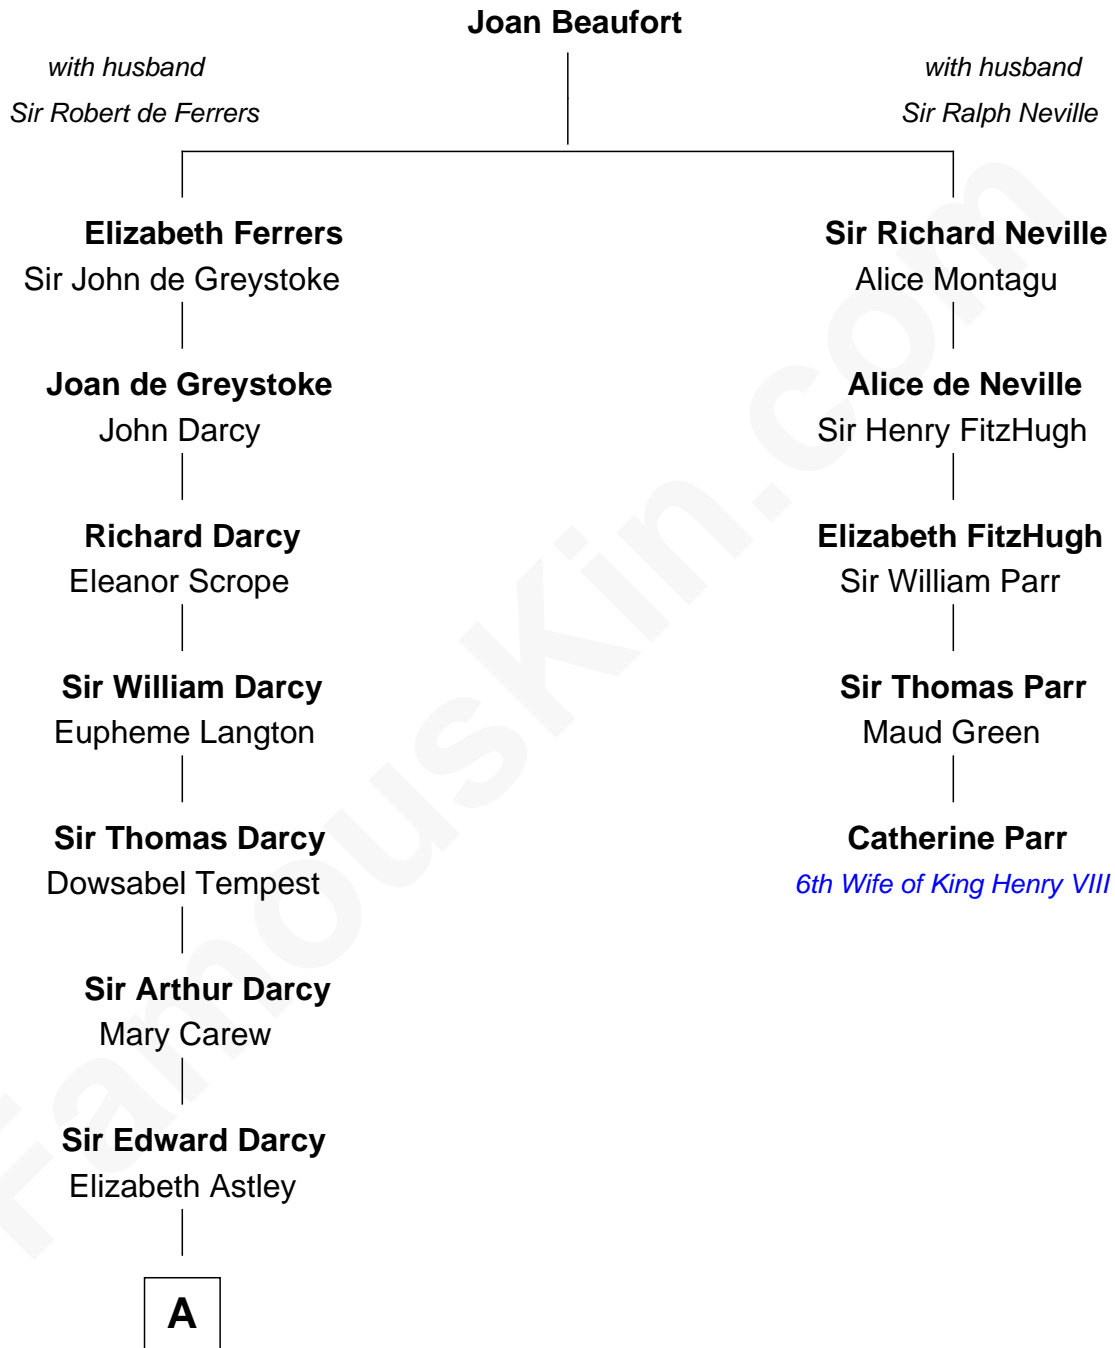 Joan Beaufort
with husband
Sir Robert de Ferrers
with husband
Sir Ralph Neville
Elizabeth Ferrers
Sir John de Greystoke
Sir Richard Neville
Alice Montagu
Joan de Greystoke
John Darcy
Alice de Neville
Sir Henry FitzHugh
Richard Darcy
Eleanor Scrope
Elizabeth FitzHugh
Sir William Parr
Sir William Darcy
Eupheme Langton
Sir Thomas Parr
Maud Green
Sir Thomas Darcy
Dowsabel Tempest
Catherine Parr
6th Wife of King Henry VIII
Sir Arthur Darcy
Mary Carew
Sir Edward Darcy
Elizabeth Astley
A
FamousKin.com